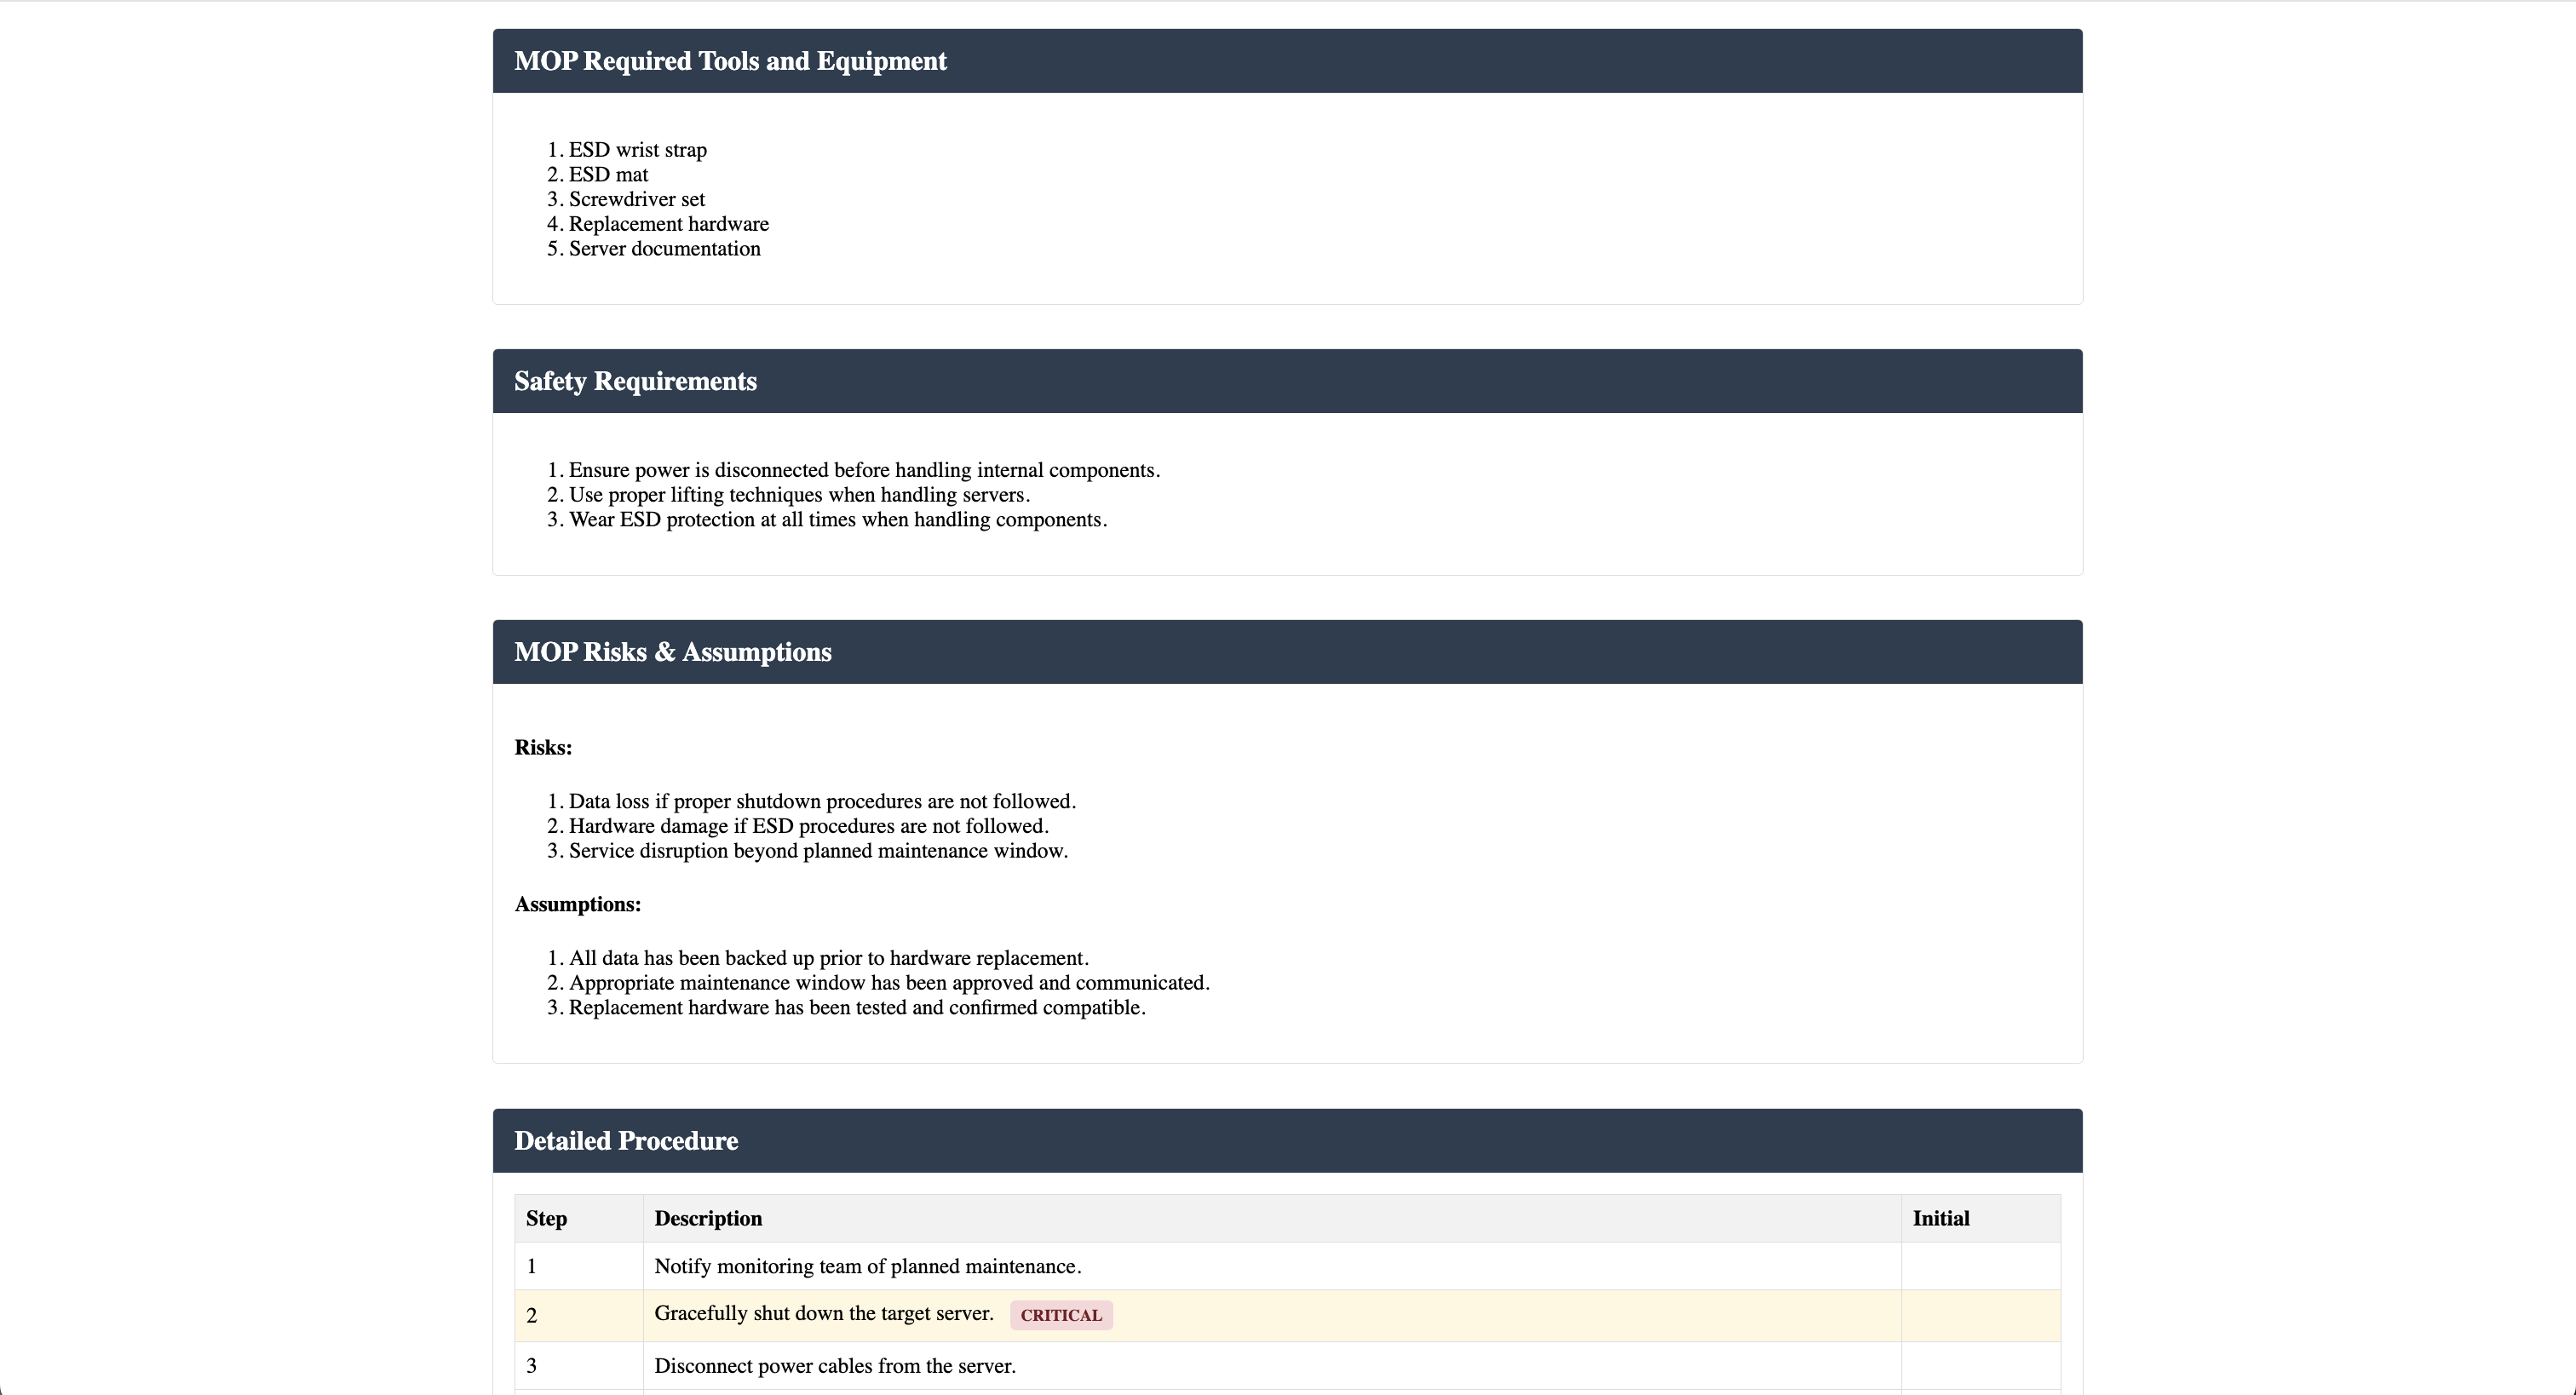 MOP Required Tools and Equipment
1. ESD wrist strap
2. ESD mat
3. Screwdriver set
4. Replacement hardware
5. Server documentation
Safety Requirements
1. Ensure power is disconnected before handling internal components.
2. Use proper lifting techniques when handling servers.
3. Wear ESD protection at all times when handling components.
MOP Risks & Assumptions
Risks:
1. Data loss if proper shutdown procedures are not followed.
2. Hardware damage if ESD procedures are not followed.
3. Service disruption beyond planned maintenance window.
Assumptions:
1. All data has been backed up prior to hardware replacement.
2. Appropriate maintenance window has been approved and communicated.
3. Replacement hardware has been tested and confirmed compatible.
Detailed Procedure
Step Description Initial
1 Notify monitoring team of planned maintenance.
2 Gracefully shut down the target server. CRITICAL
3 Disconnect power cables from the server.